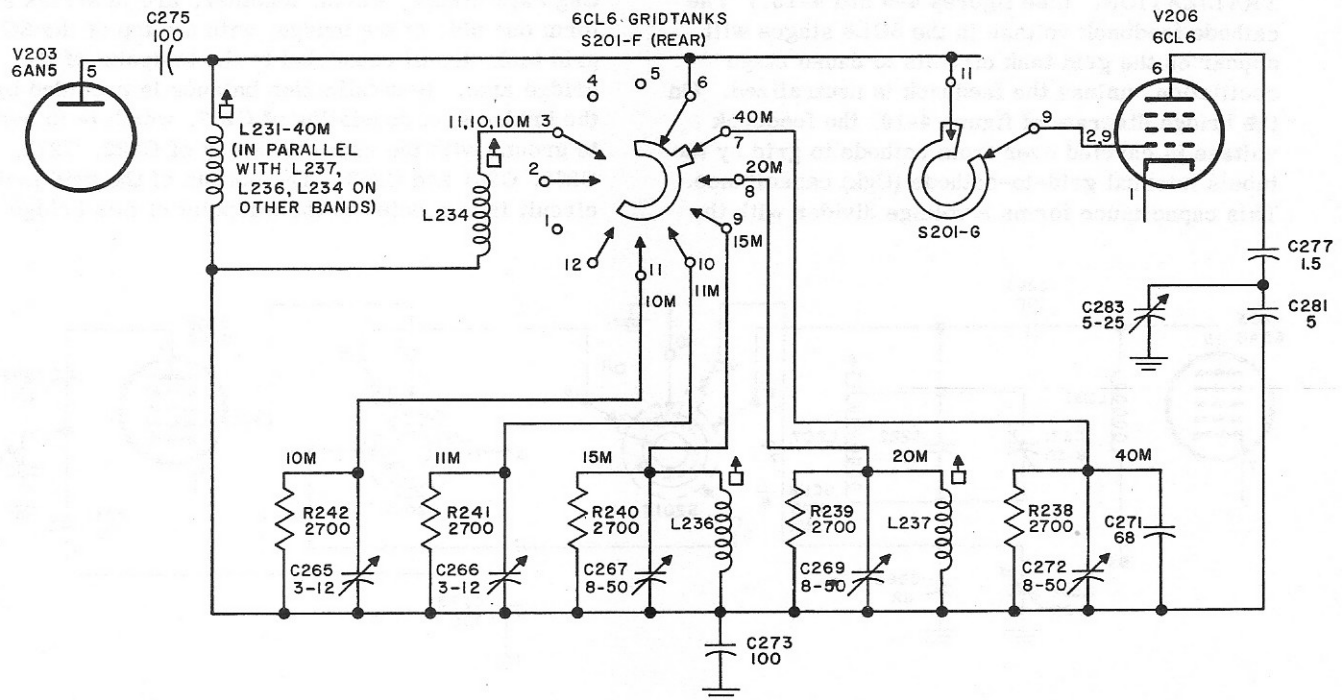 C275
100
V203
6AN5
5
6CL6 GRIDTANKS
S201-F (REAR)
4
5
6
11
V206
6CL6
6
L231-40M
(IN PARALLEL
WITH L237,
L236, L234 ON
OTHER BANDS)
11,10,10M
3
40M
7
9
2,9
2
20M
8
1
L234
1
9
15M
S201-G
12
11
10
10M
11M
C277
1.5
C283
5-25
C281
5
10M
11M
15M
20M
40M
R242
2700
R241
2700
R240
2700
L236
R239
2700
L237
R238
2700
C271
68
C265
3-12
C266
3-12
C267
8-50
C269
8-50
C272
8-50
C273
100